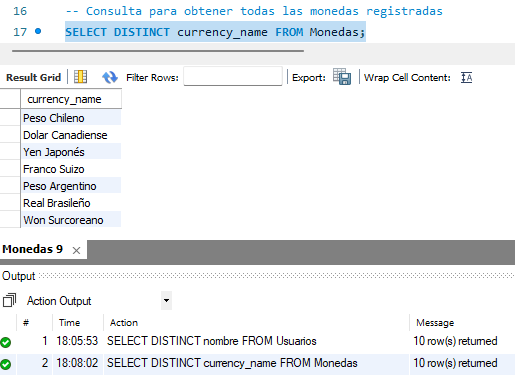 16 -- Consulta para obtener todas las monedas registradas
17 SELECT DISTINCT currency_name FROM Monedas;
Result Grid Filter Rows: Export: Wrap Cell Content: IA
currency_name
Peso Chileno
Dolar Canadiense
Yen Japonés
Franco Suizo
Peso Argentino
Real Brasileño
Won Surcoreano
Monedas 9
Output
Action Output
# Time Action Message
1 18:05:53 SELECT DISTINCT nombre FROM Usuarios 10 row(s) returned
2 18:08:02 SELECT DISTINCT currency_name FROM Monedas 10 row(s) returned